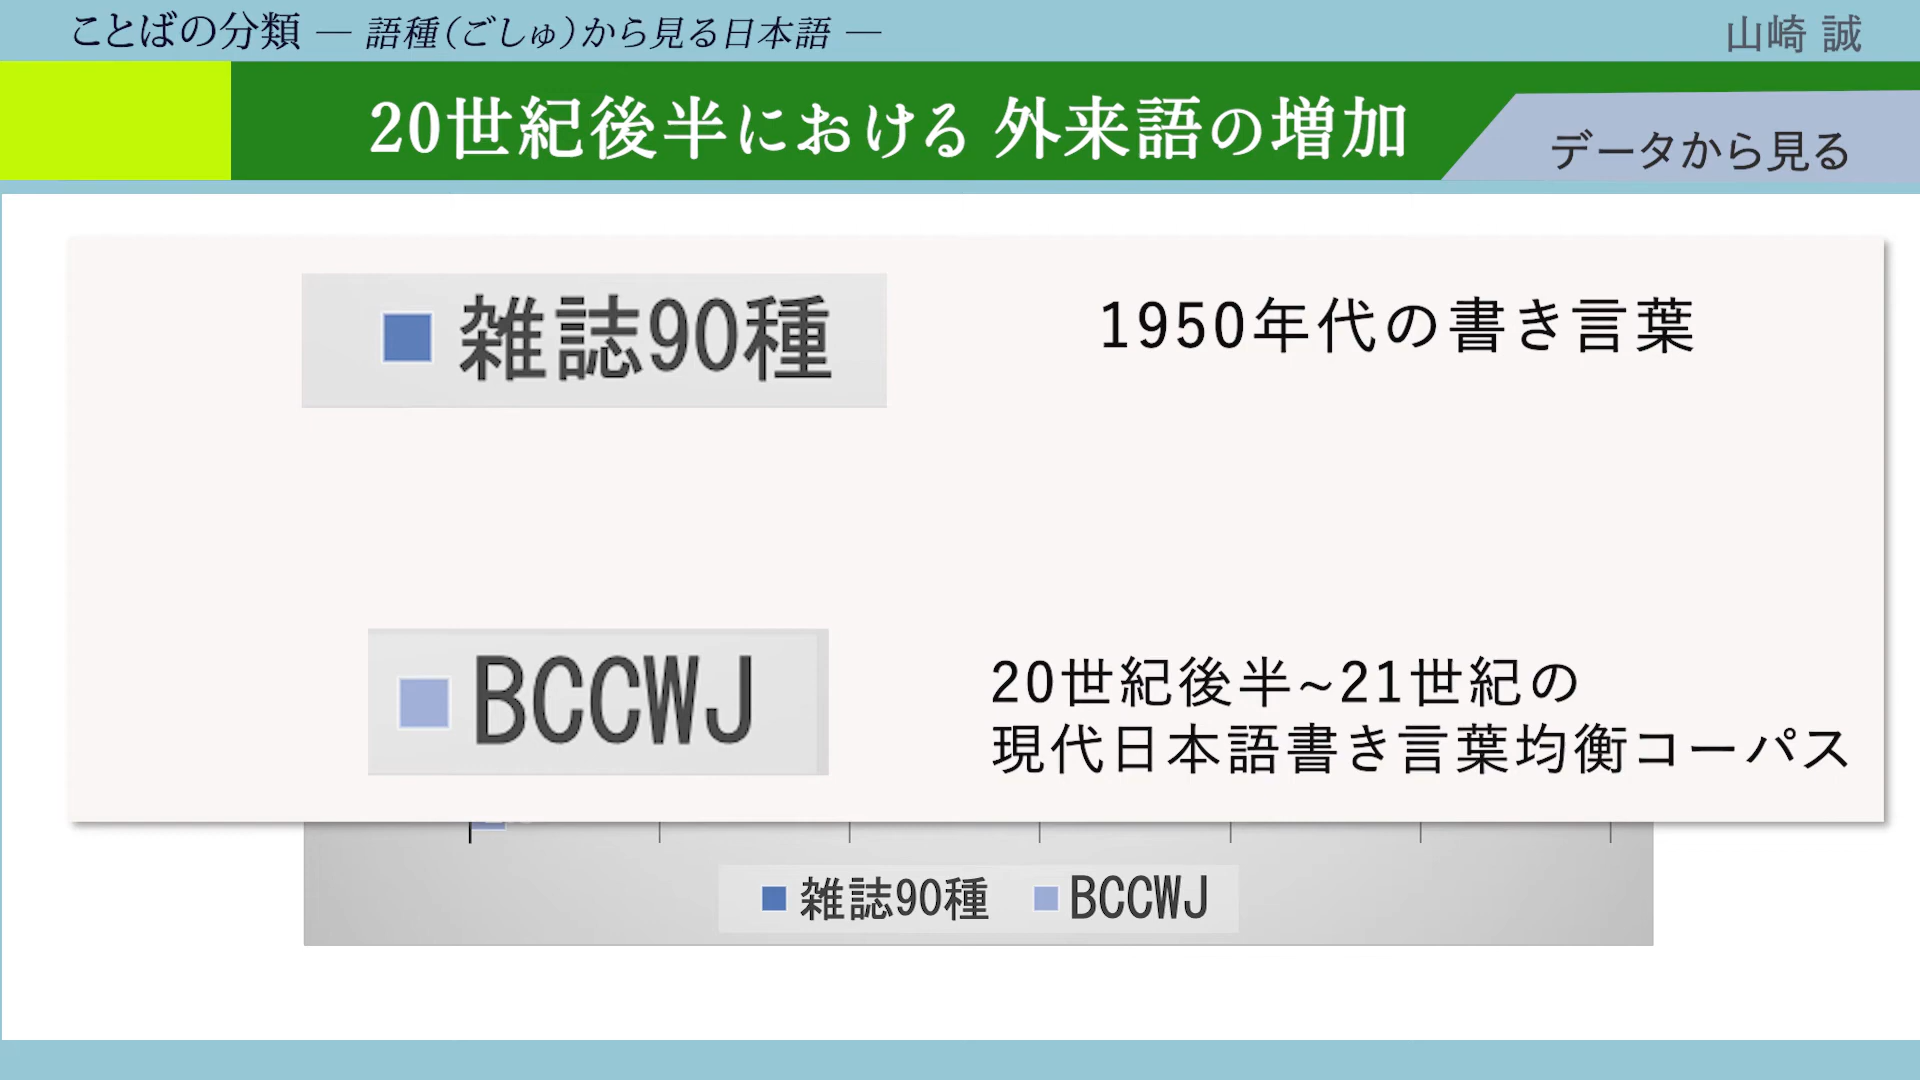 ことばの分類 ― 語種(ごしゅ)から見る日本語 ―
山崎 誠
20世紀後半における 外来語の増加
データから見る
雑誌90種
1950年代の書き言葉
BCCWJ
20世紀後半~21世紀の
現代日本語書き言葉均衡コーパス
雑誌90種 BCCWJ